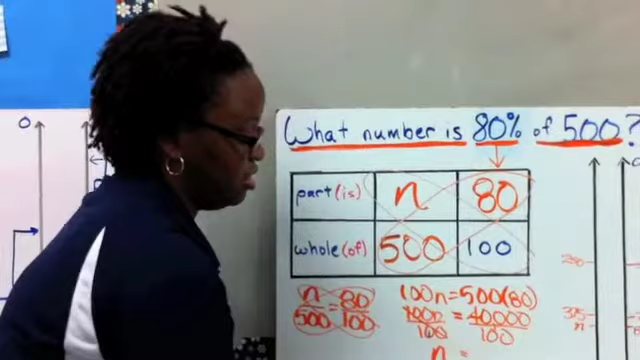 What number is 80% of 500?
part (is) n 80
whole (of) 500 100
n/500 = 80/100
100n = 500(80)
100n/100 = 40,000/100
n =
0